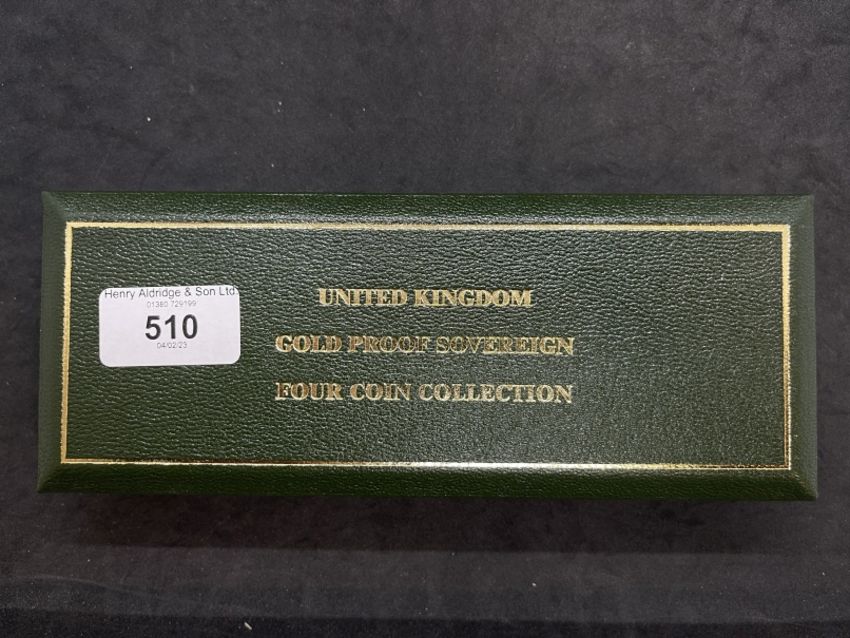 Henry Aldridge & Son Ltd.
01380 729199
510
04/02/23
UNITED KINGDOM
GOLD PROOF SOVEREIGN
FOUR COIN COLLECTION